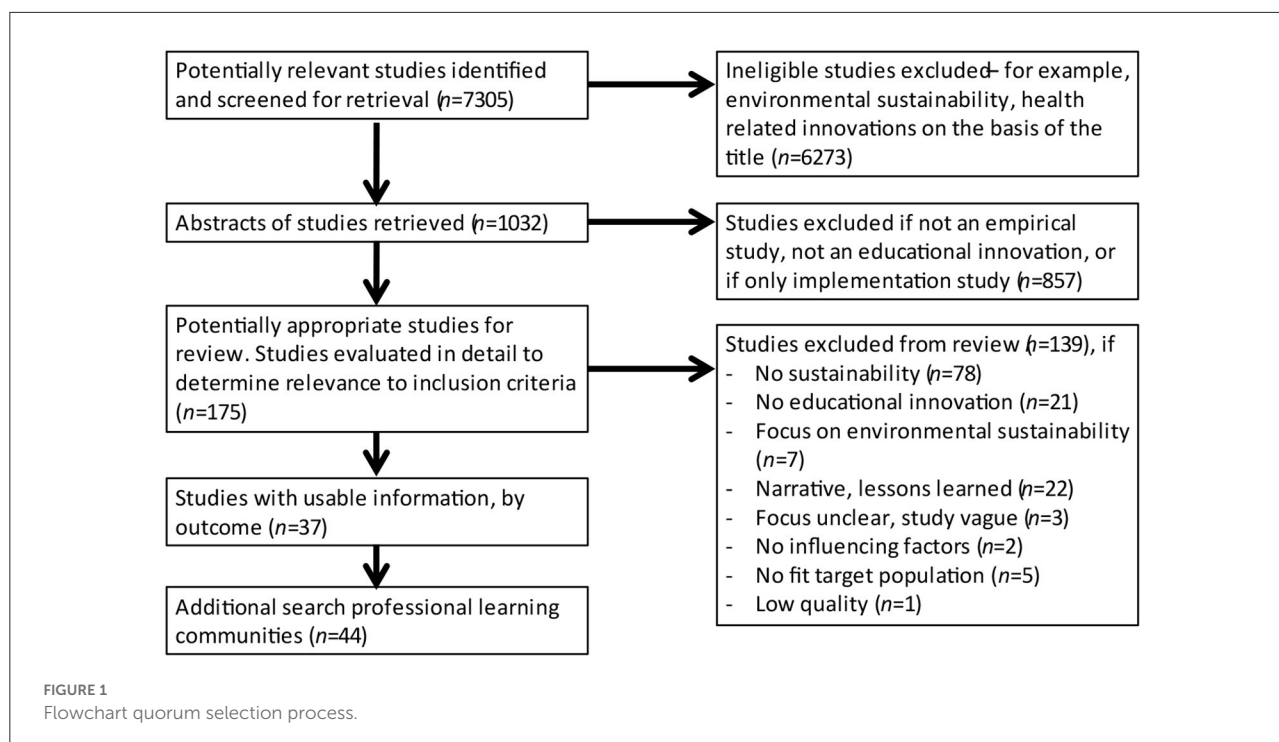 Potentially relevant studies identified
and screened for retrieval (n=7305)
Ineligible studies excluded– for example,
environmental sustainability, health
related innovations on the basis of the
title (n=6273)
Abstracts of studies retrieved (n=1032)
Studies excluded if not an empirical
study, not an educational innovation, or
if only implementation study (n=857)
Potentially appropriate studies for
review. Studies evaluated in detail to
determine relevance to inclusion criteria
(n=175)
Studies excluded from review (n=139), if
- No sustainability (n=78)
- No educational innovation (n=21)
- Focus on environmental sustainability
(n=7)
- Narrative, lessons learned (n=22)
- Focus unclear, study vague (n=3)
- No influencing factors (n=2)
- No fit target population (n=5)
- Low quality (n=1)
Studies with usable information, by
outcome (n=37)
Additional search professional learning
communities (n=44)
FIGURE 1
Flowchart quorum selection process.